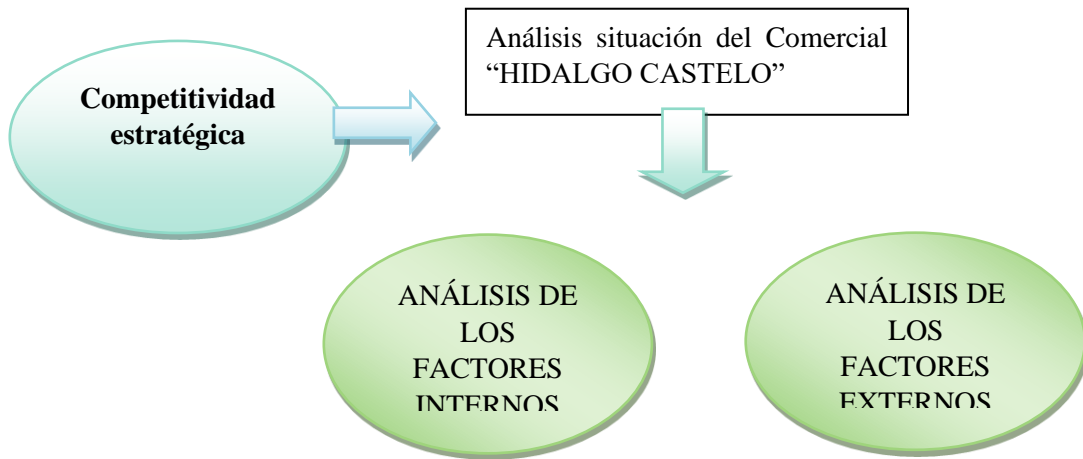 Competitividad
estratégica
Análisis situación del Comercial
“HIDALGO CASTELO”
ANÁLISIS DE
LOS
FACTORES
INTERNOS
ANÁLISIS DE
LOS
FACTORES
EXTERNOS